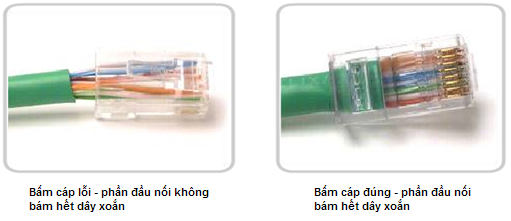 Bấm cáp lỗi - phần đầu nối không
bám hết dây xoắn
Bấm cáp đúng - phần đầu nối
bám hết dây xoắn